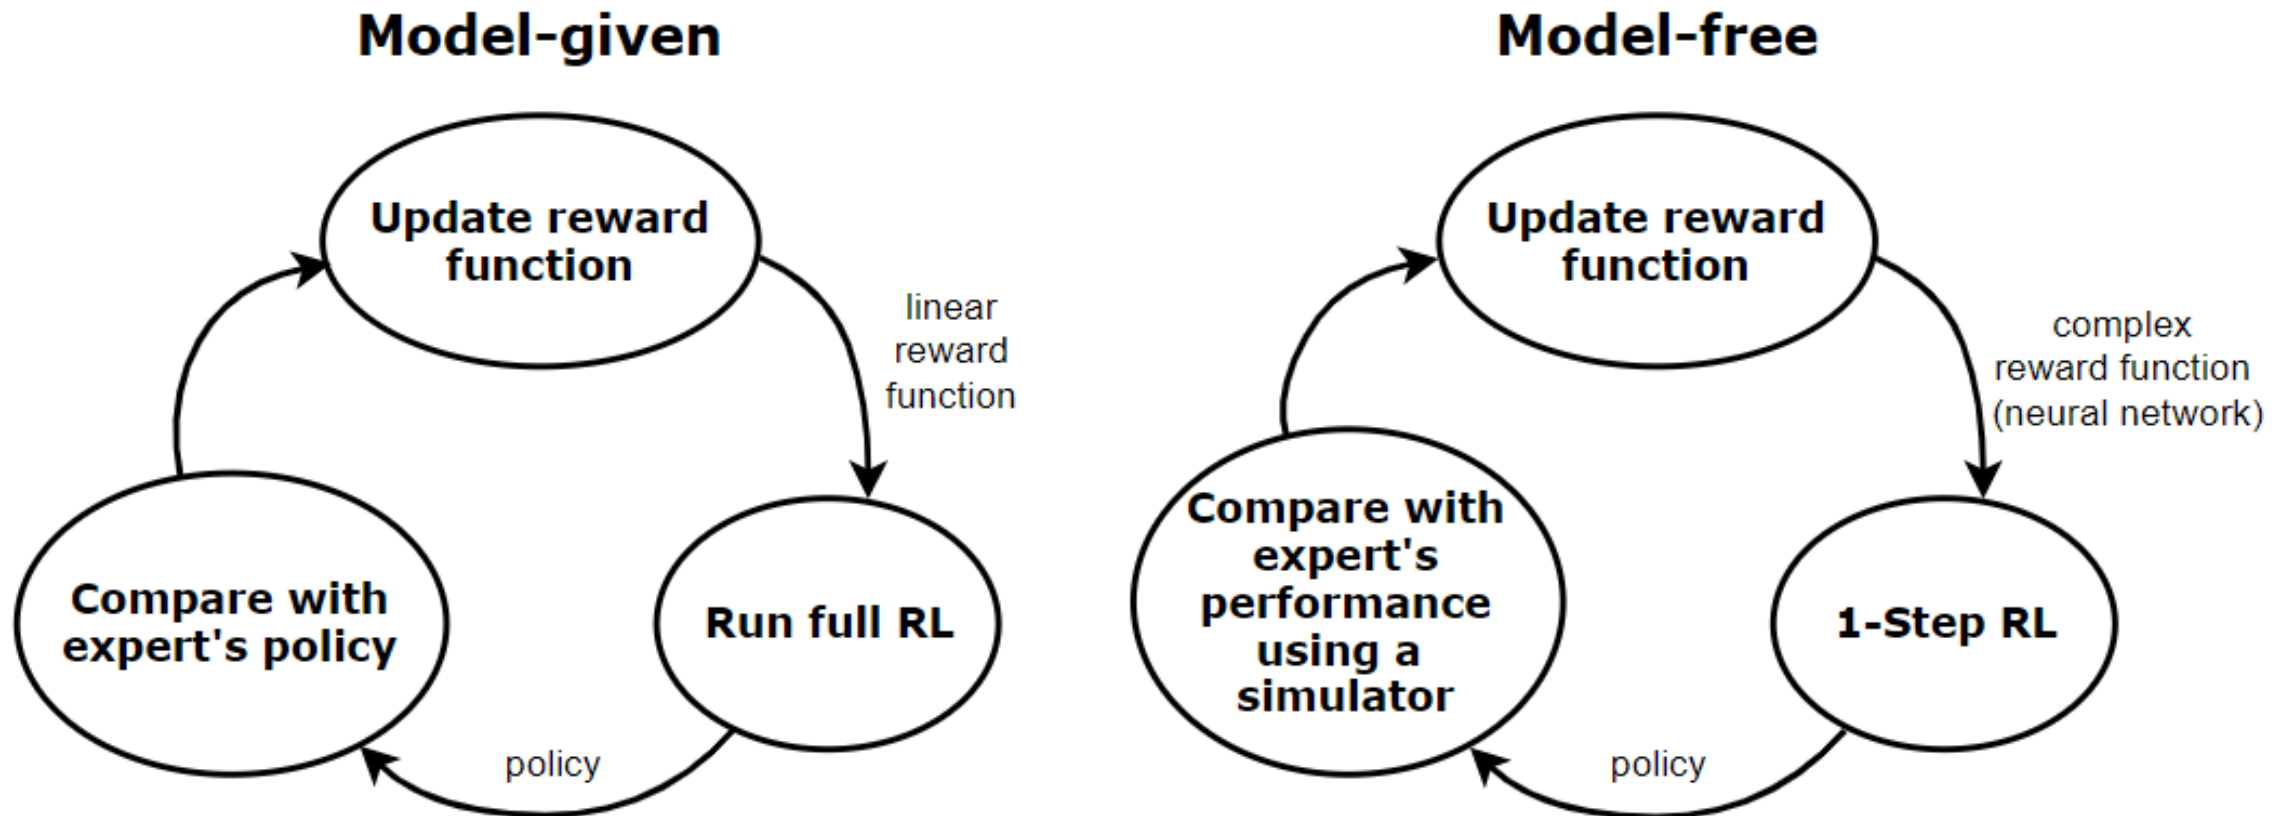 Model-given
Update reward
function
linear
reward
function
Run full RL
policy
Compare with
expert's policy
Model-free
Update reward
function
complex
reward function
(neural network)
1-Step RL
policy
Compare with
expert's
performance
using a
simulator